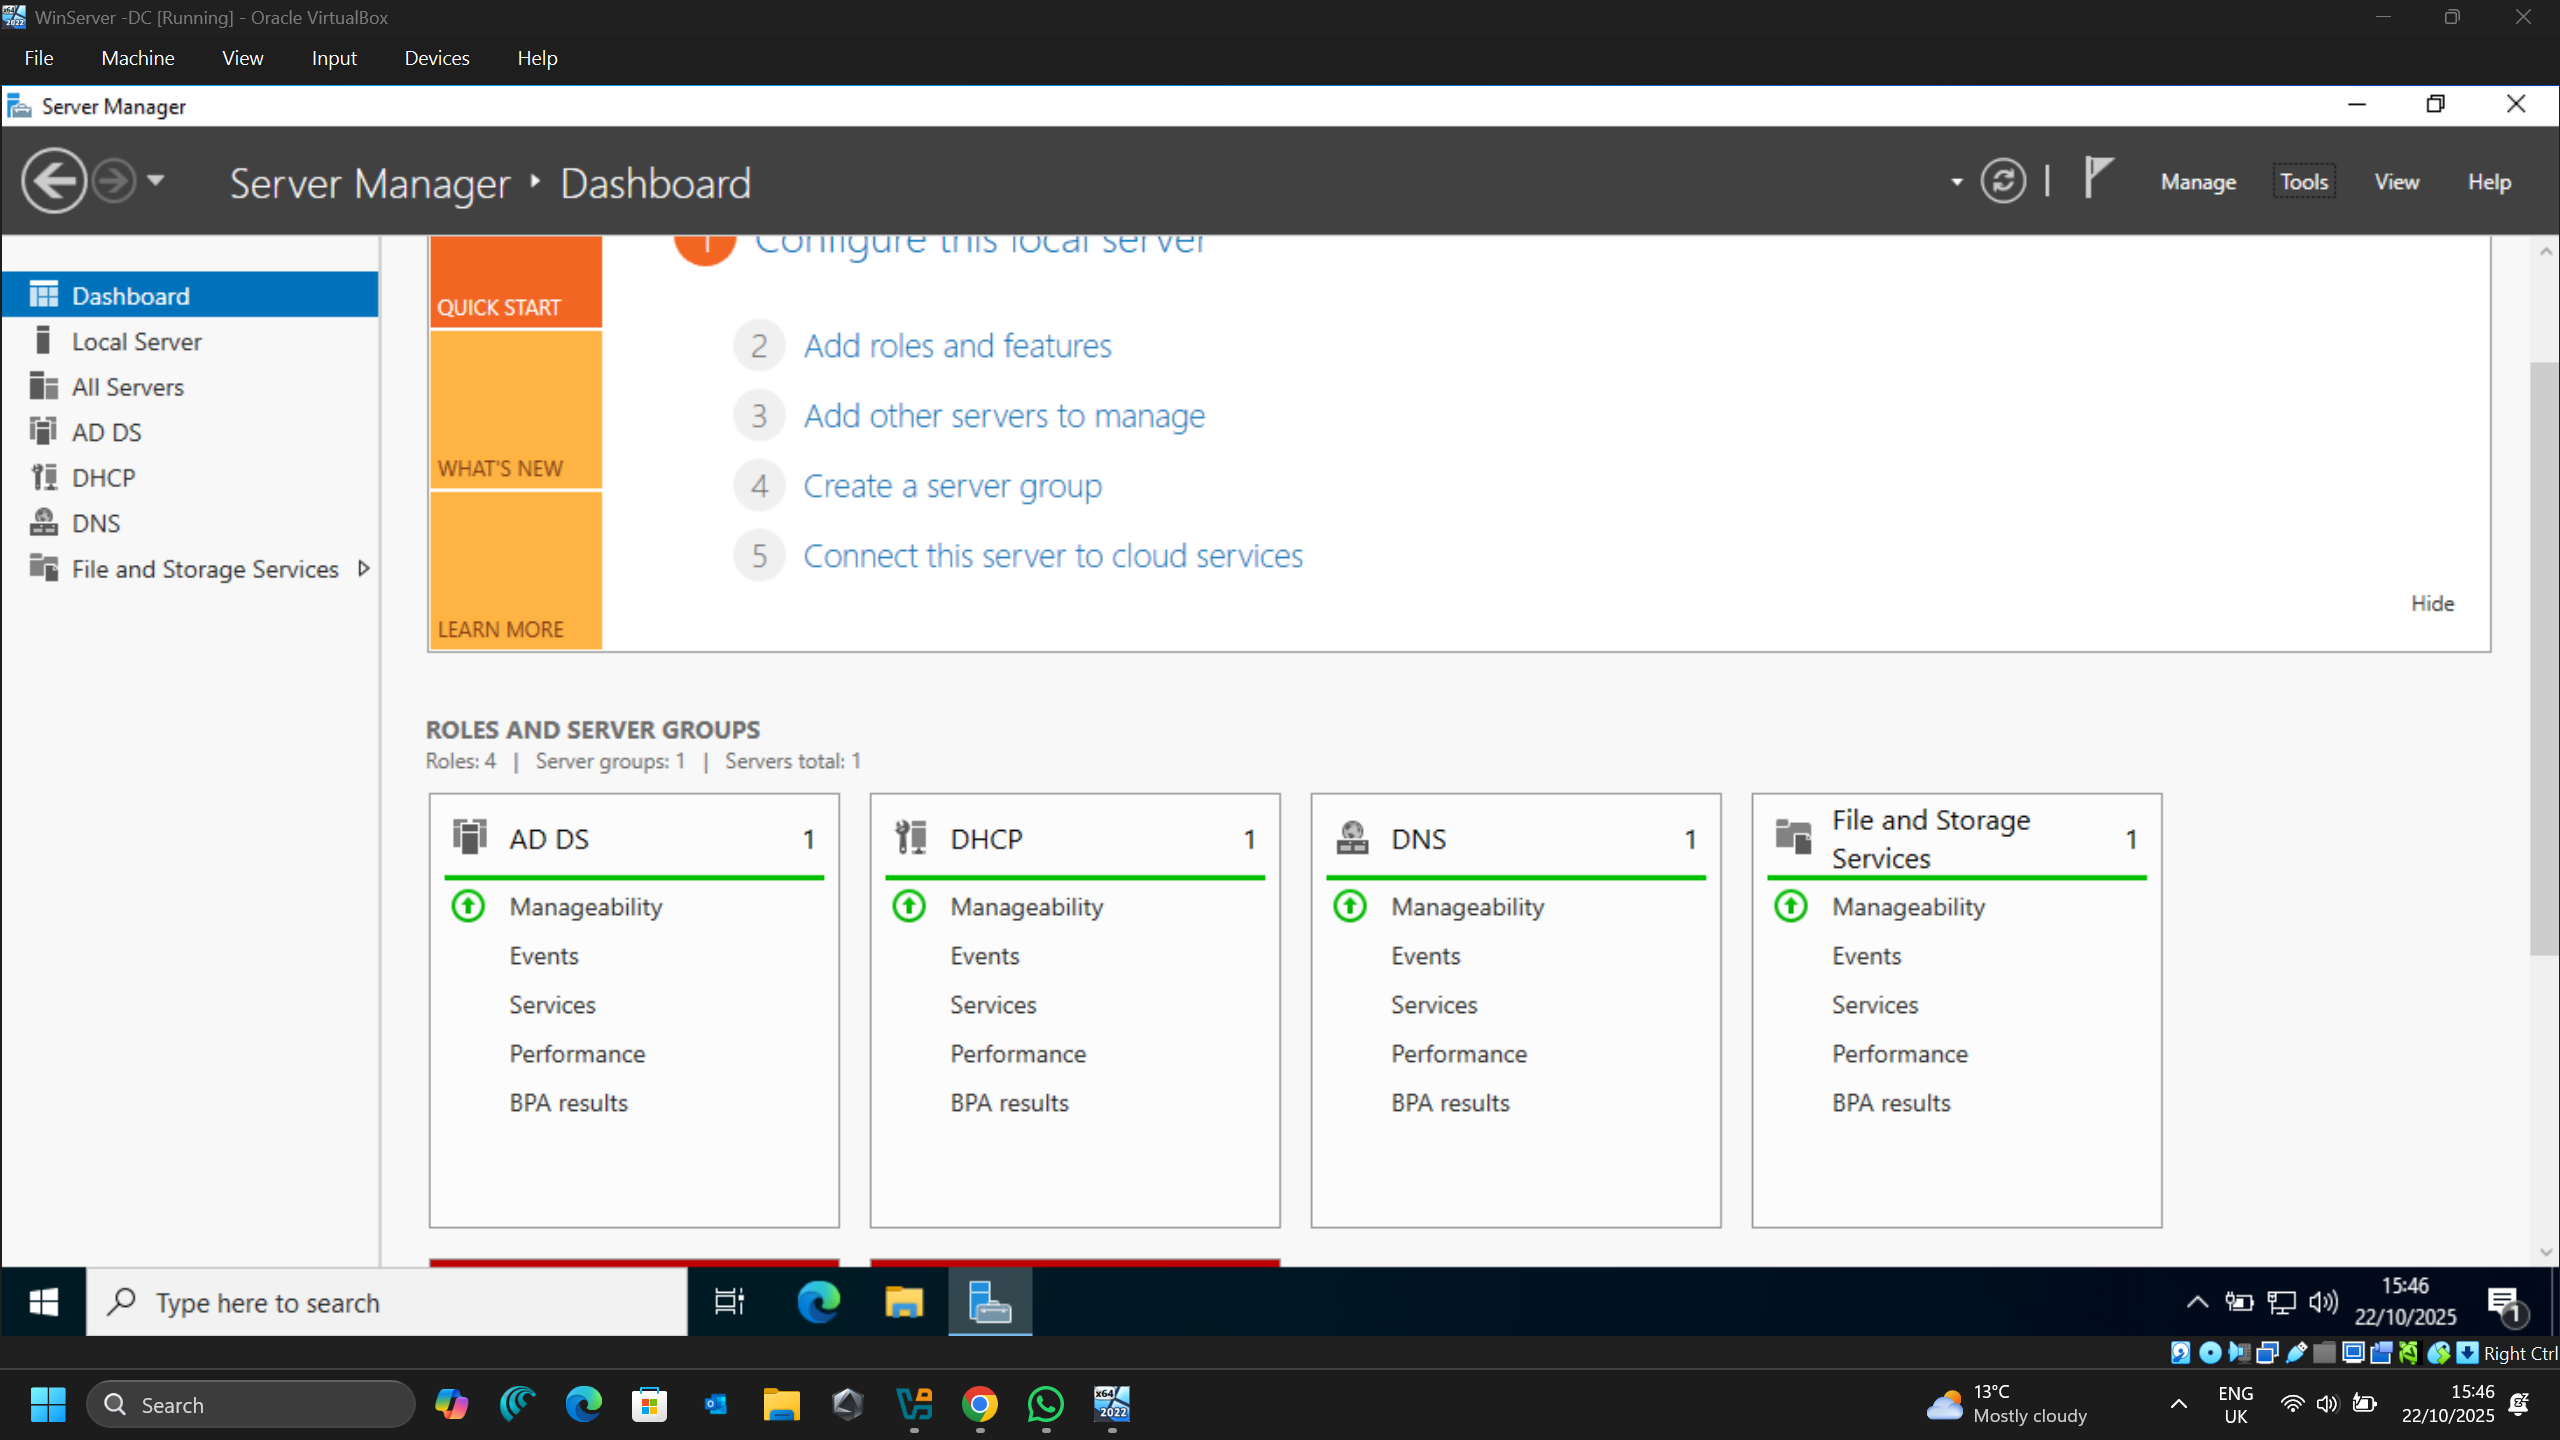 WinServer -DC [Running] - Oracle VirtualBox
File Machine View Input Devices Help
Server Manager
Server Manager Dashboard
Manage Tools View Help
Dashboard
Local Server
All Servers
AD DS
DHCP
DNS
File and Storage Services
1 Configure this local server
QUICK START
2 Add roles and features
3 Add other servers to manage
WHAT'S NEW
4 Create a server group
5 Connect this server to cloud services
Hide
LEARN MORE
ROLES AND SERVER GROUPS
Roles: 4 | Server groups: 1 | Servers total: 1
AD DS 1
Manageability
Events
Services
Performance
BPA results
DHCP 1
Manageability
Events
Services
Performance
BPA results
DNS 1
Manageability
Events
Services
Performance
BPA results
File and Storage
Services 1
Manageability
Events
Services
Performance
BPA results
Type here to search
15:46
22/10/2025
1
Right Ctrl
Search
x64
2022
13°C
Mostly cloudy
ENG
UK
15:46
22/10/2025